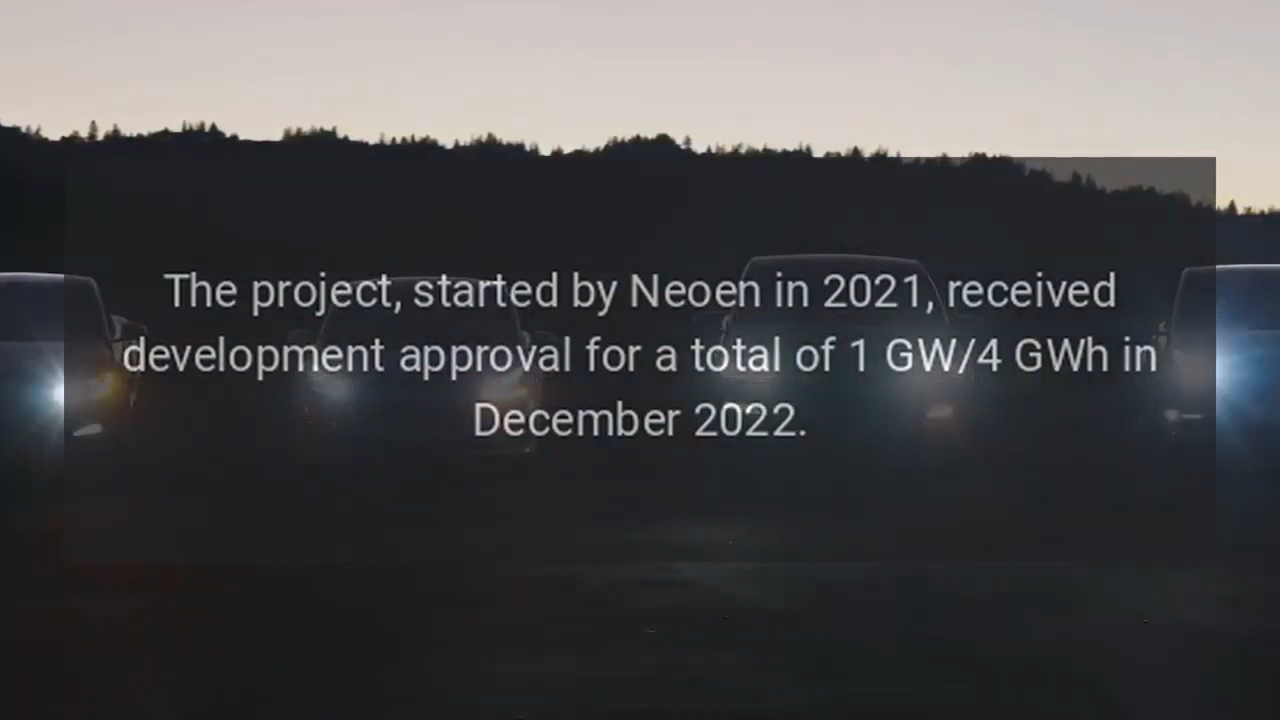 The project, started by Neoen in 2021, received
development approval for a total of 1 GW/4 GWh in
December 2022.